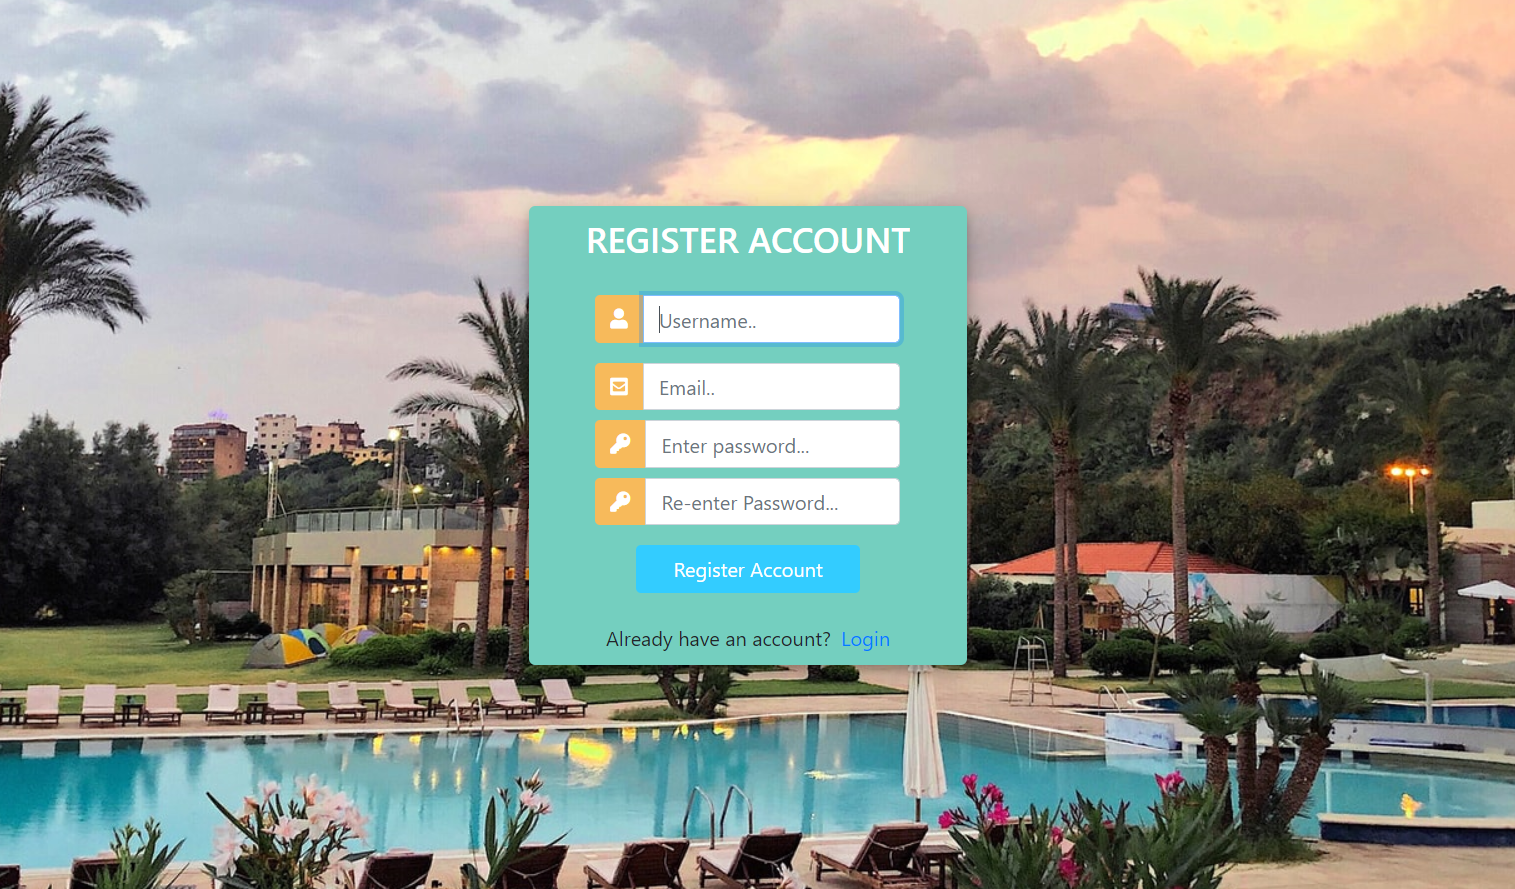 REGISTER ACCOUNT
Username..
Email..
Enter password...
Re-enter Password...
Register Account
Already have an account? Login